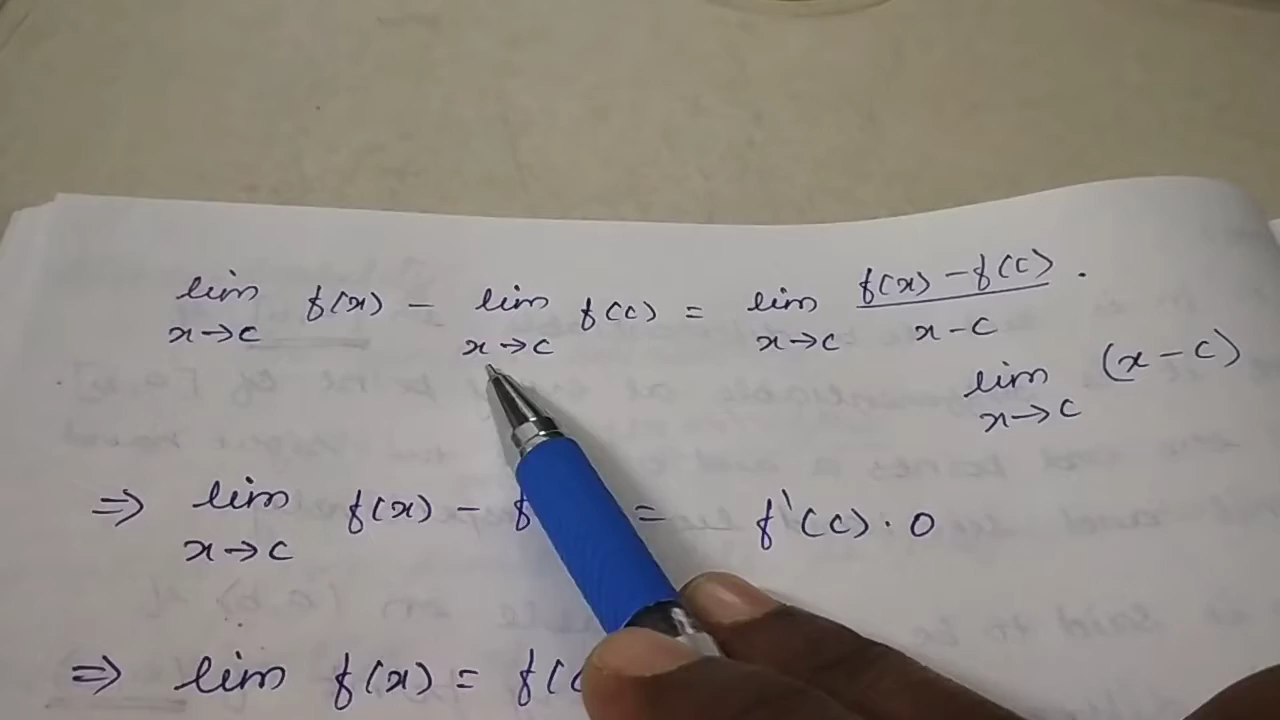 lim x→c f(x) – lim x→c f(c) = lim x→c f(x) – f(c) / x – c ·
lim x→c (x – c)
⇒ lim x→c f(x) – f = f'(c) · 0
⇒ lim f(x) = f(c